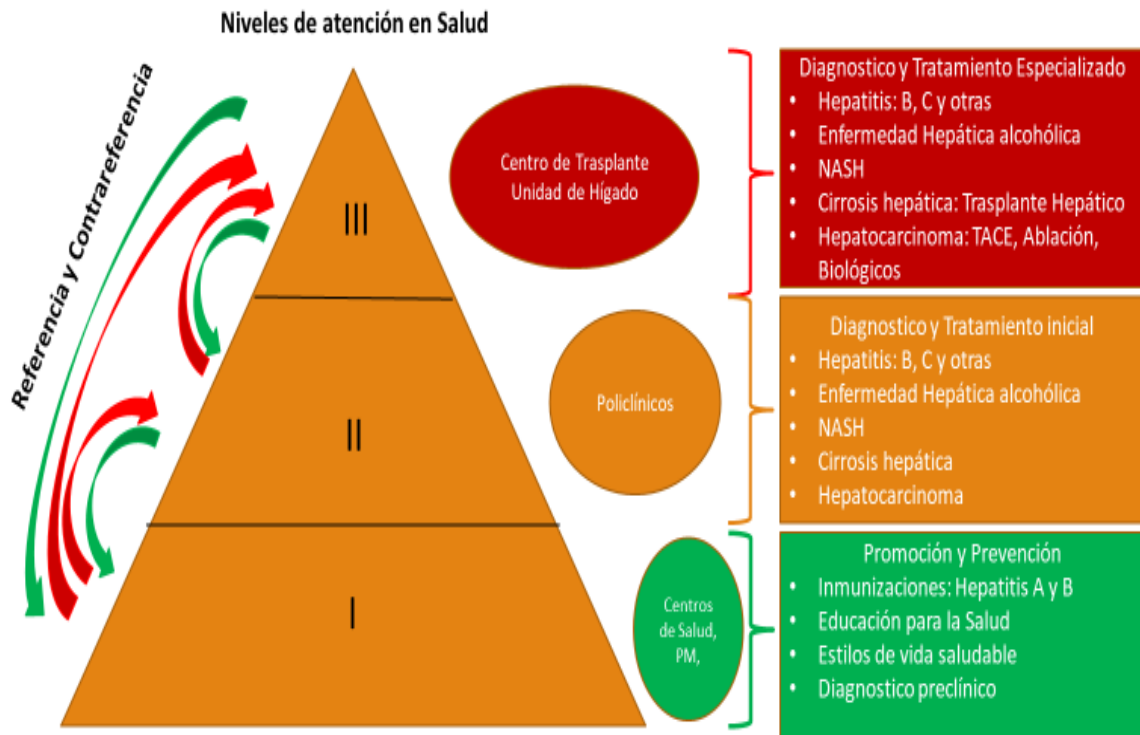 Niveles de atención en Salud
Referencia y Contrareferencia
III
II
I
Centro de Trasplante
Unidad de Hígado
Policlínicos
Centros
de Salud,
PM,
Diagnostico y Tratamiento Especializado
• Hepatitis: B, C y otras
• Enfermedad Hepática alcohólica
• NASH
• Cirrosis hepática: Trasplante Hepático
• Hepatocarcinoma: TACE, Ablación,
Biológicos
Diagnostico y Tratamiento inicial
• Hepatitis: B, C y otras
• Enfermedad Hepática alcohólica
• NASH
• Cirrosis hepática
• Hepatocarcinoma
Promoción y Prevención
• Inmunizaciones: Hepatitis A y B
• Educación para la Salud
• Estilos de vida saludable
• Diagnostico preclínico